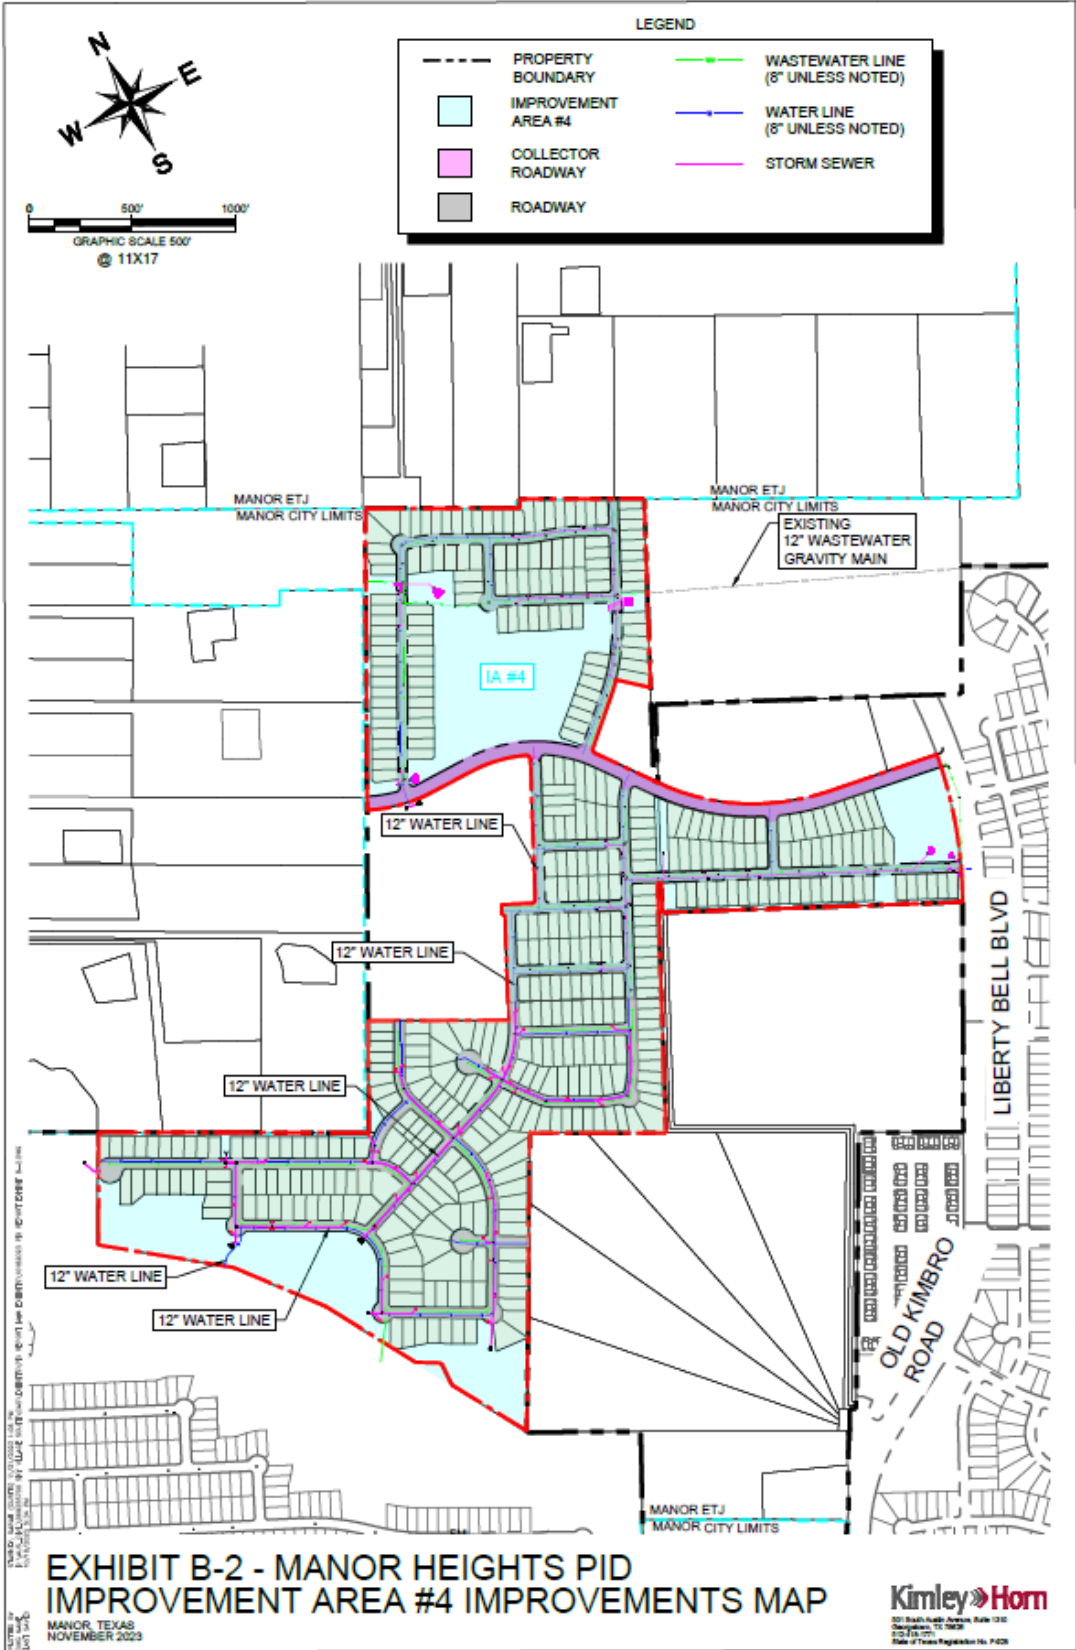 LEGEND
N
E
W
S
PROPERTY
BOUNDARY
IMPROVEMENT
AREA #4
COLLECTOR
ROADWAY
ROADWAY
WASTEWATER LINE
(8" UNLESS NOTED)
WATER LINE
(8" UNLESS NOTED)
STORM SEWER
0 500' 1000'
GRAPHIC SCALE 500'
@ 11X17
MANOR ETJ
MANOR CITY LIMITS
MANOR ETJ
MANOR CITY LIMITS
EXISTING
12" WASTEWATER
GRAVITY MAIN
IA #4
12" WATER LINE
12" WATER LINE
12" WATER LINE
12" WATER LINE
12" WATER LINE
LIBERTY BELL BLVD
OLD KIMBRO
ROAD
MANOR ETJ
MANOR CITY LIMITS
EXHIBIT B-2 - MANOR HEIGHTS PID
IMPROVEMENT AREA #4 IMPROVEMENTS MAP
MANOR, TEXAS
NOVEMBER 2023
Kimley»Horn